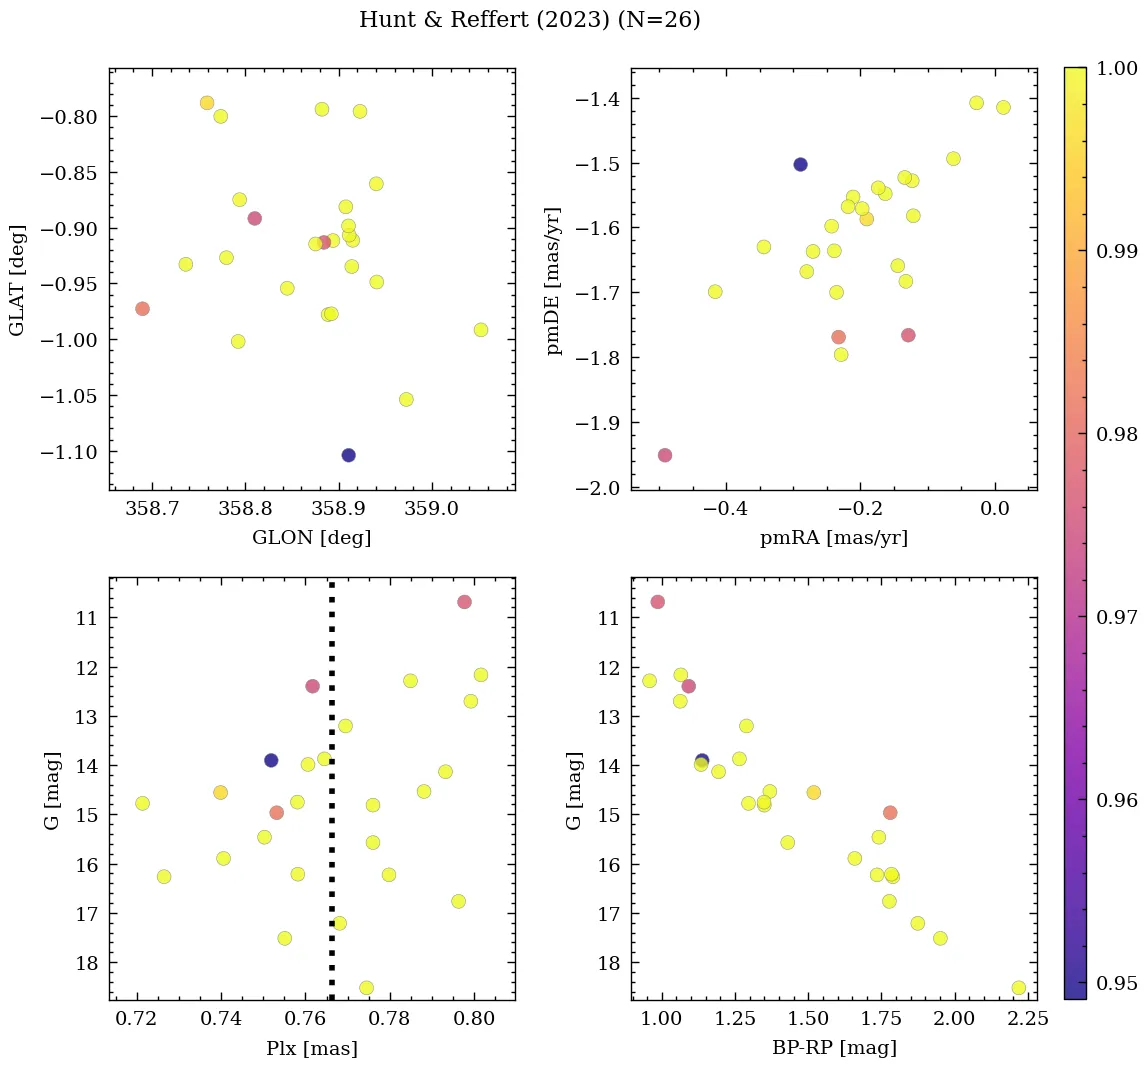 Hunt & Reffert (2023) (N=26)
−0.80
−0.85
−0.90
−0.95
−1.00
−1.05
−1.10
GLAT [deg]
358.7 358.8 358.9 359.0
GLON [deg]
−1.4
−1.5
−1.6
−1.7
−1.8
−1.9
−2.0
pmDE [mas/yr]
−0.4 −0.2 0.0
pmRA [mas/yr]
11
12
13
14
15
16
17
18
G [mag]
0.72 0.74 0.76 0.78 0.80
Plx [mas]
11
12
13
14
15
16
17
18
G [mag]
1.00 1.25 1.50 1.75 2.00 2.25
BP-RP [mag]
1.00
0.99
0.98
0.97
0.96
0.95